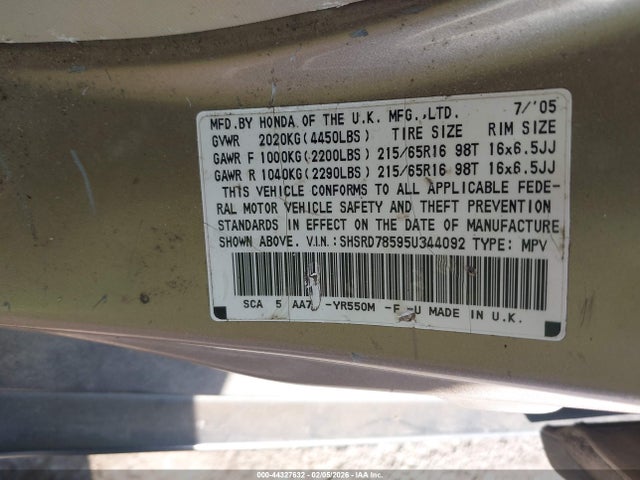 MFD.BY HONDA OF THE U.K. MFG.,LTD. 7/'05
GVWR 2020KG(4450LBS) TIRE SIZE RIM SIZE
GAWR F 1000KG(2200LBS) 215/65R16 98T 16x6.5JJ
GAWR R 1040KG(2290LBS) 215/65R16 98T 16x6.5JJ
THIS VEHICLE CONFORMS TO ALL APPLICABLE FEDE-
RAL MOTOR VEHICLE SAFETY AND THEFT PREVENTION
STANDARDS IN EFFECT ON THE DATE OF MANUFACTURE
SHOWN ABOVE. V.I.N.: SHSRD78595U344092 TYPE: MPV
SCA 5 -YR550M -F -U MADE IN U.K.
000-44327632 - 02/05/2026 - IAA Inc.